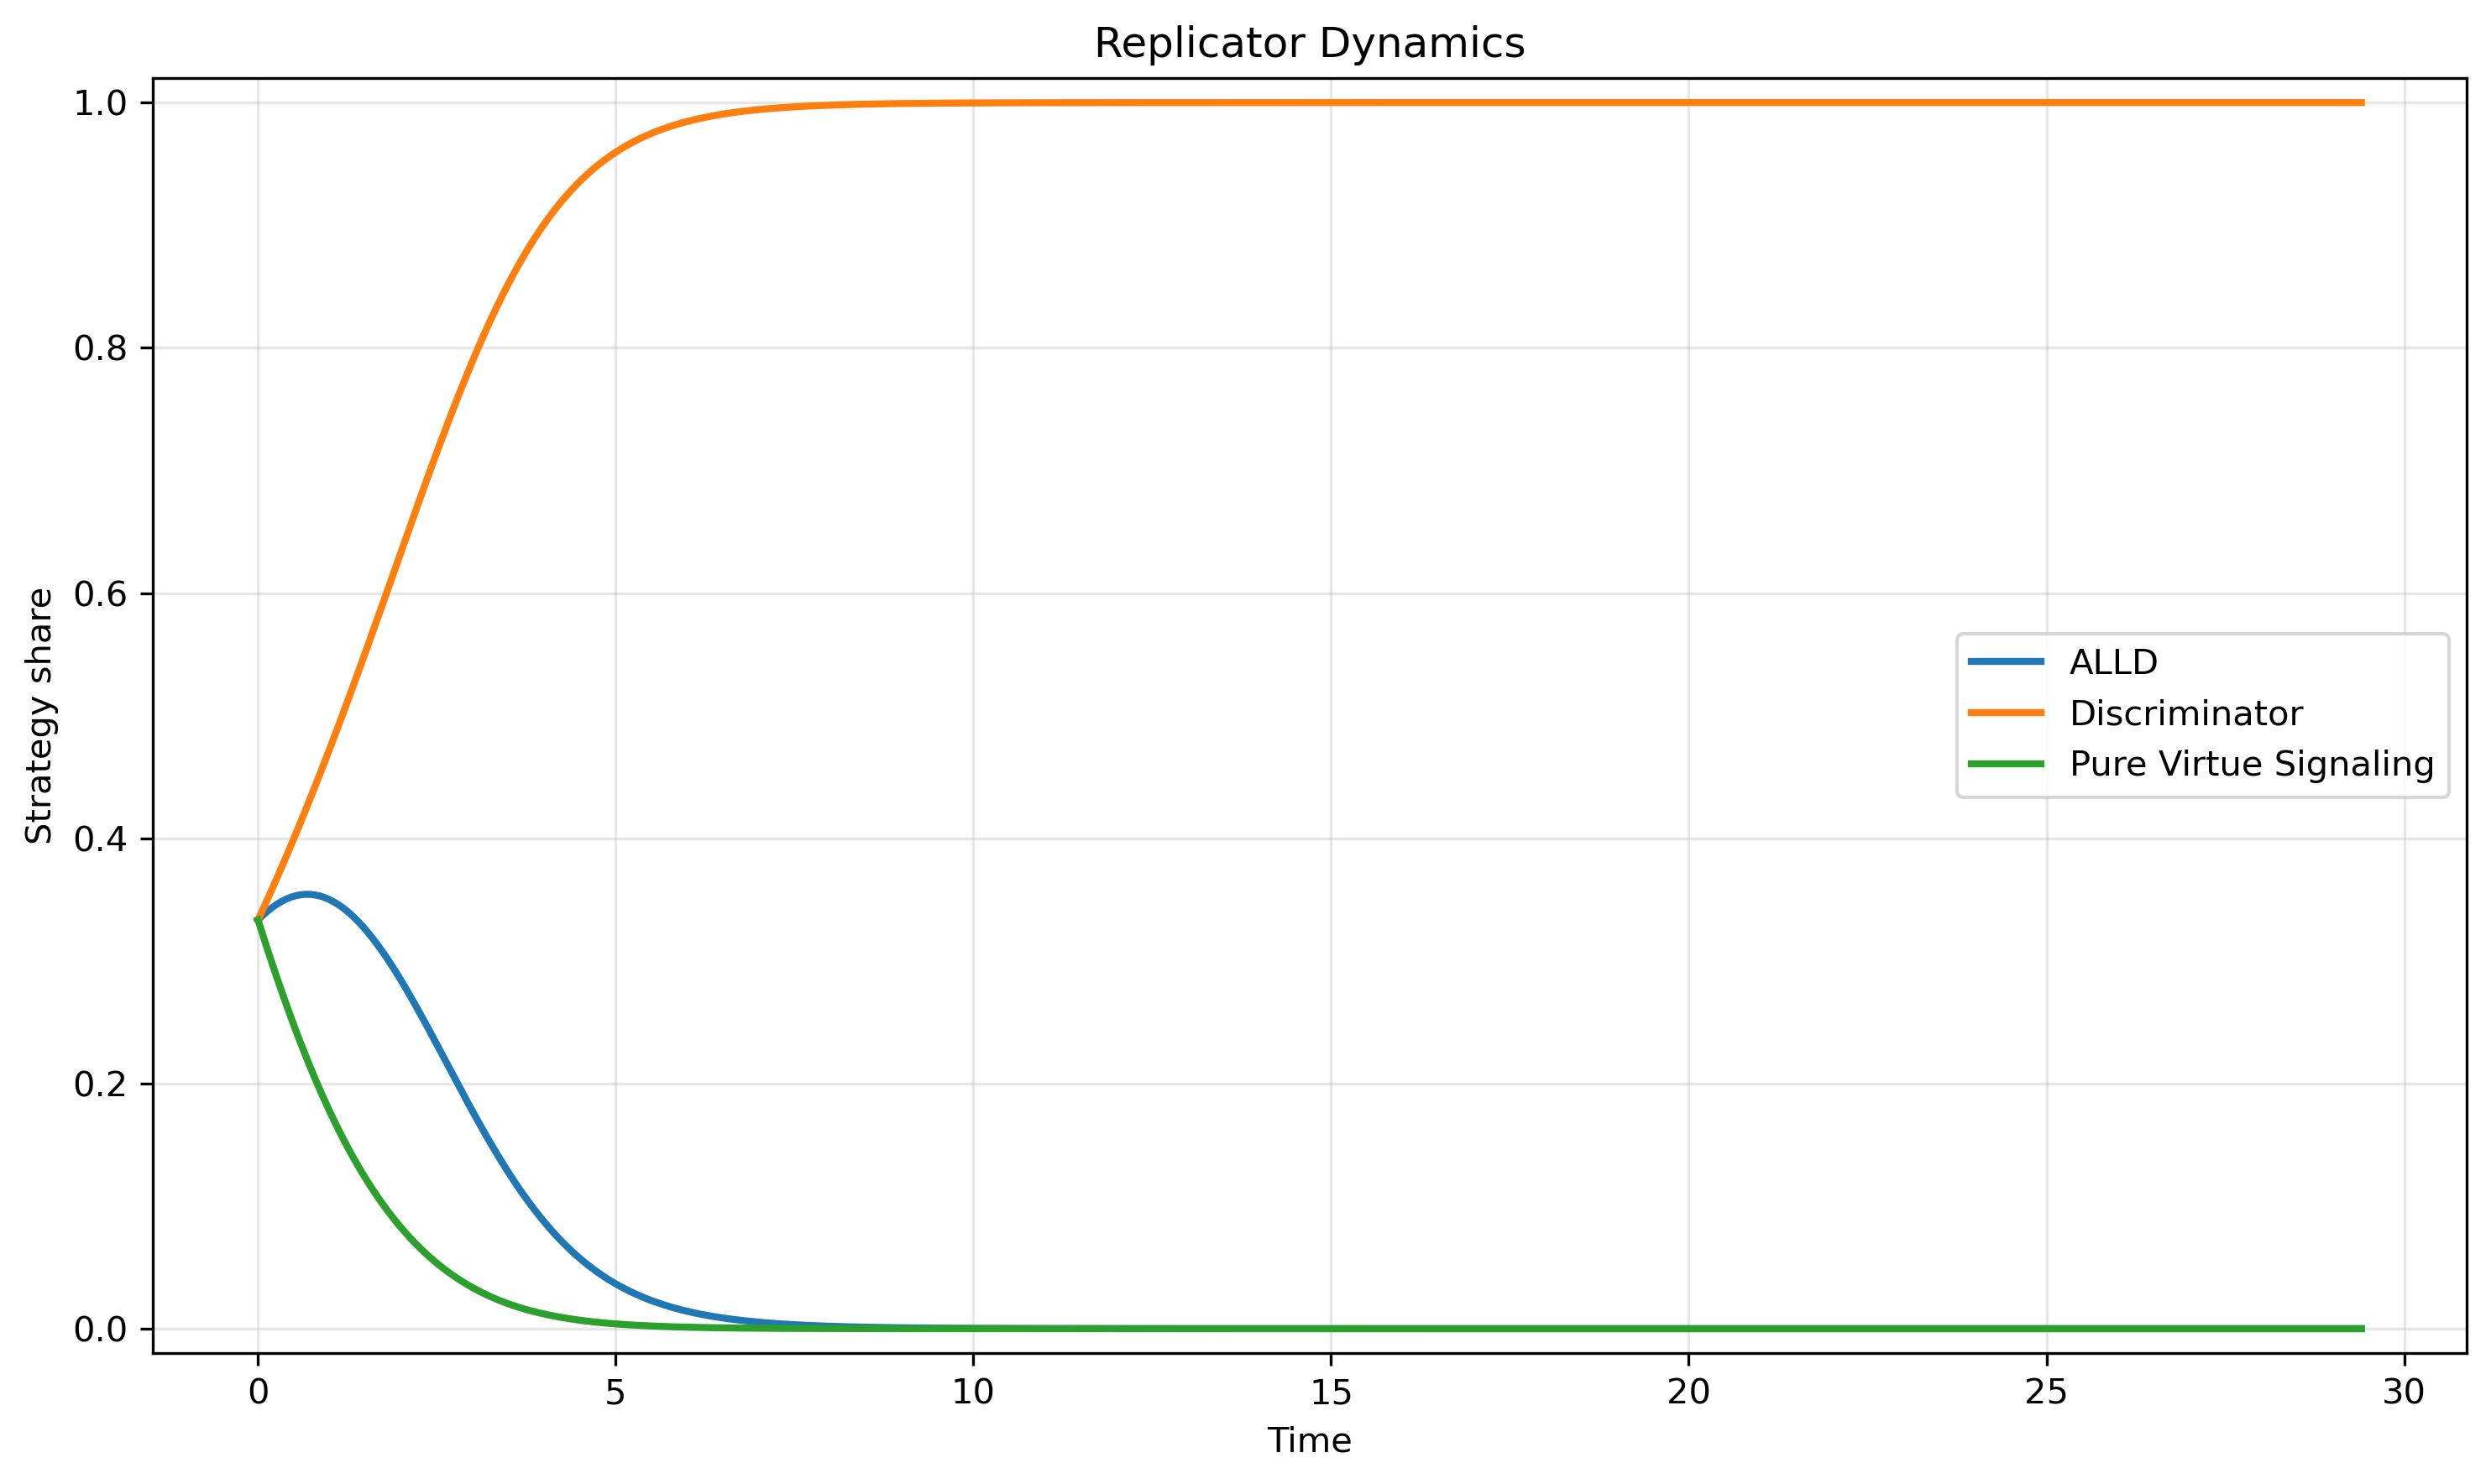 Replicator Dynamics
1.0
0.8
0.6
0.4
0.2
0.0
Strategy share
ALLD
Discriminator
Pure Virtue Signaling
0 5 10 15 20 25 30
Time